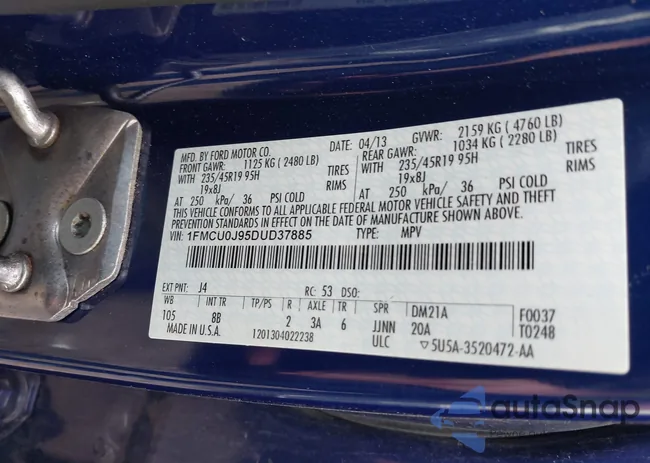 MFD. BY FORD MOTOR CO. DATE 04/13 GVWR: 2159 KG ( 4760 LB)
FRONT GAWR: 1125 KG ( 2480 LB) REAR GAWR: 1034 KG ( 2280 LB)
WITH 235/45R19 95H TIRES WITH 235/45R19 95H TIRES
19x8J RIMS 19x8J RIMS
AT 250 kPa/ 36 PSI COLD AT 250 kPa/ 36 PSI COLD
THIS VEHICLE CONFORMS TO ALL APPLICABLE FEDERAL MOTOR VEHICLE SAFETY AND THEFT
PREVENTION STANDARDS IN EFFECT ON THE DATE OF MANUFACTURE SHOWN ABOVE.
VIN: 1FMCU0J95DUD37885 TYPE: MPV
EXT PNT: J4 RC: 53 DSO:
WB INT TR TP/PS R AXLE TR SPR DM21A F0037
105 8B 2 3A 6 JJNN 20A T0248
MADE IN U.S.A. 1201304022238 ULC ▽5U5A-3520472-AA
autoSnap